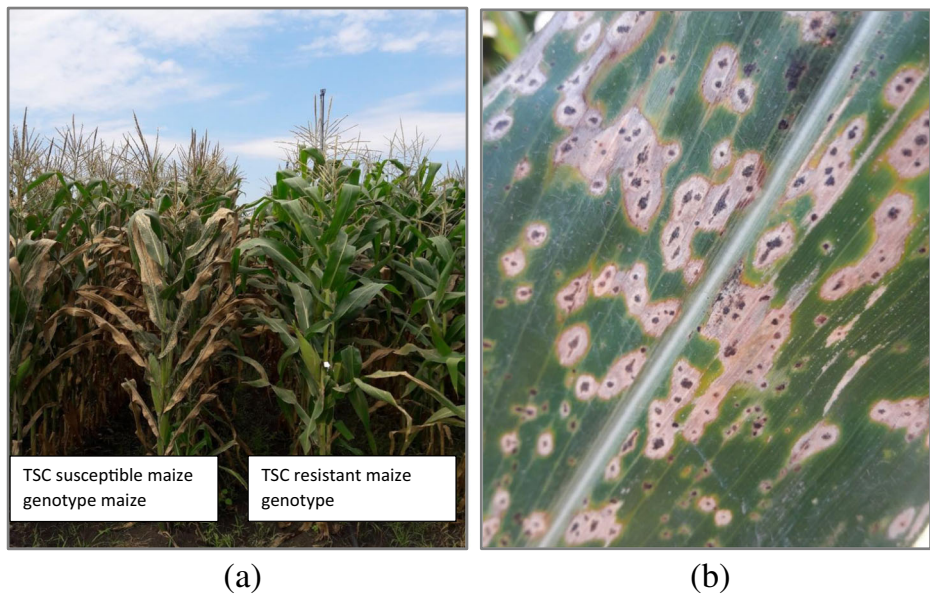 TSC susceptible maize
genotype maize
TSC resistant maize
genotype
(a)
(b)